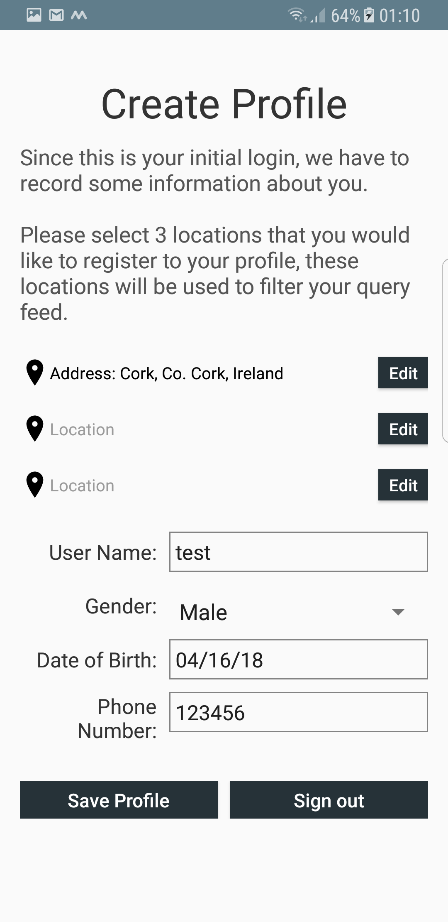 64% 01:10
Create Profile
Since this is your initial login, we have to
record some information about you.
Please select 3 locations that you would
like to register to your profile, these
locations will be used to filter your query
feed.
Address: Cork, Co. Cork, Ireland Edit
Location Edit
Location Edit
User Name: test
Gender: Male
Date of Birth: 04/16/18
Phone
Number: 123456
Save Profile Sign out